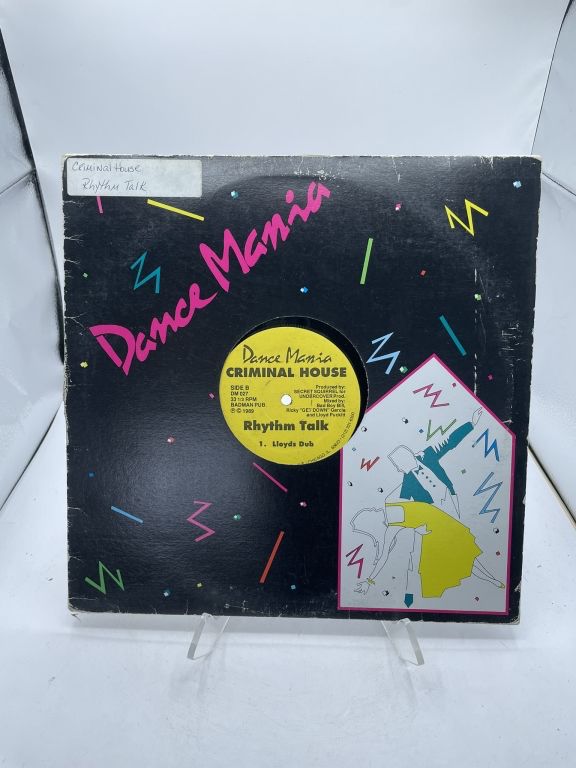 Criminal House
Rhythm Talk
Dance Mania
Dance Mania
CRIMINAL HOUSE
SIDE B
DM 027
33 1/3 RPM
BADMAN PUB.
℗ © 1989
Produced by:
SECRET SQUIRREL for
UNDERCOVER Prod.
Mixed by:
Bad Boy Bill,
Ricky "GET DOWN" Garcia
and Lloyd Puckitt
Rhythm Talk
1. Lloyds Dub